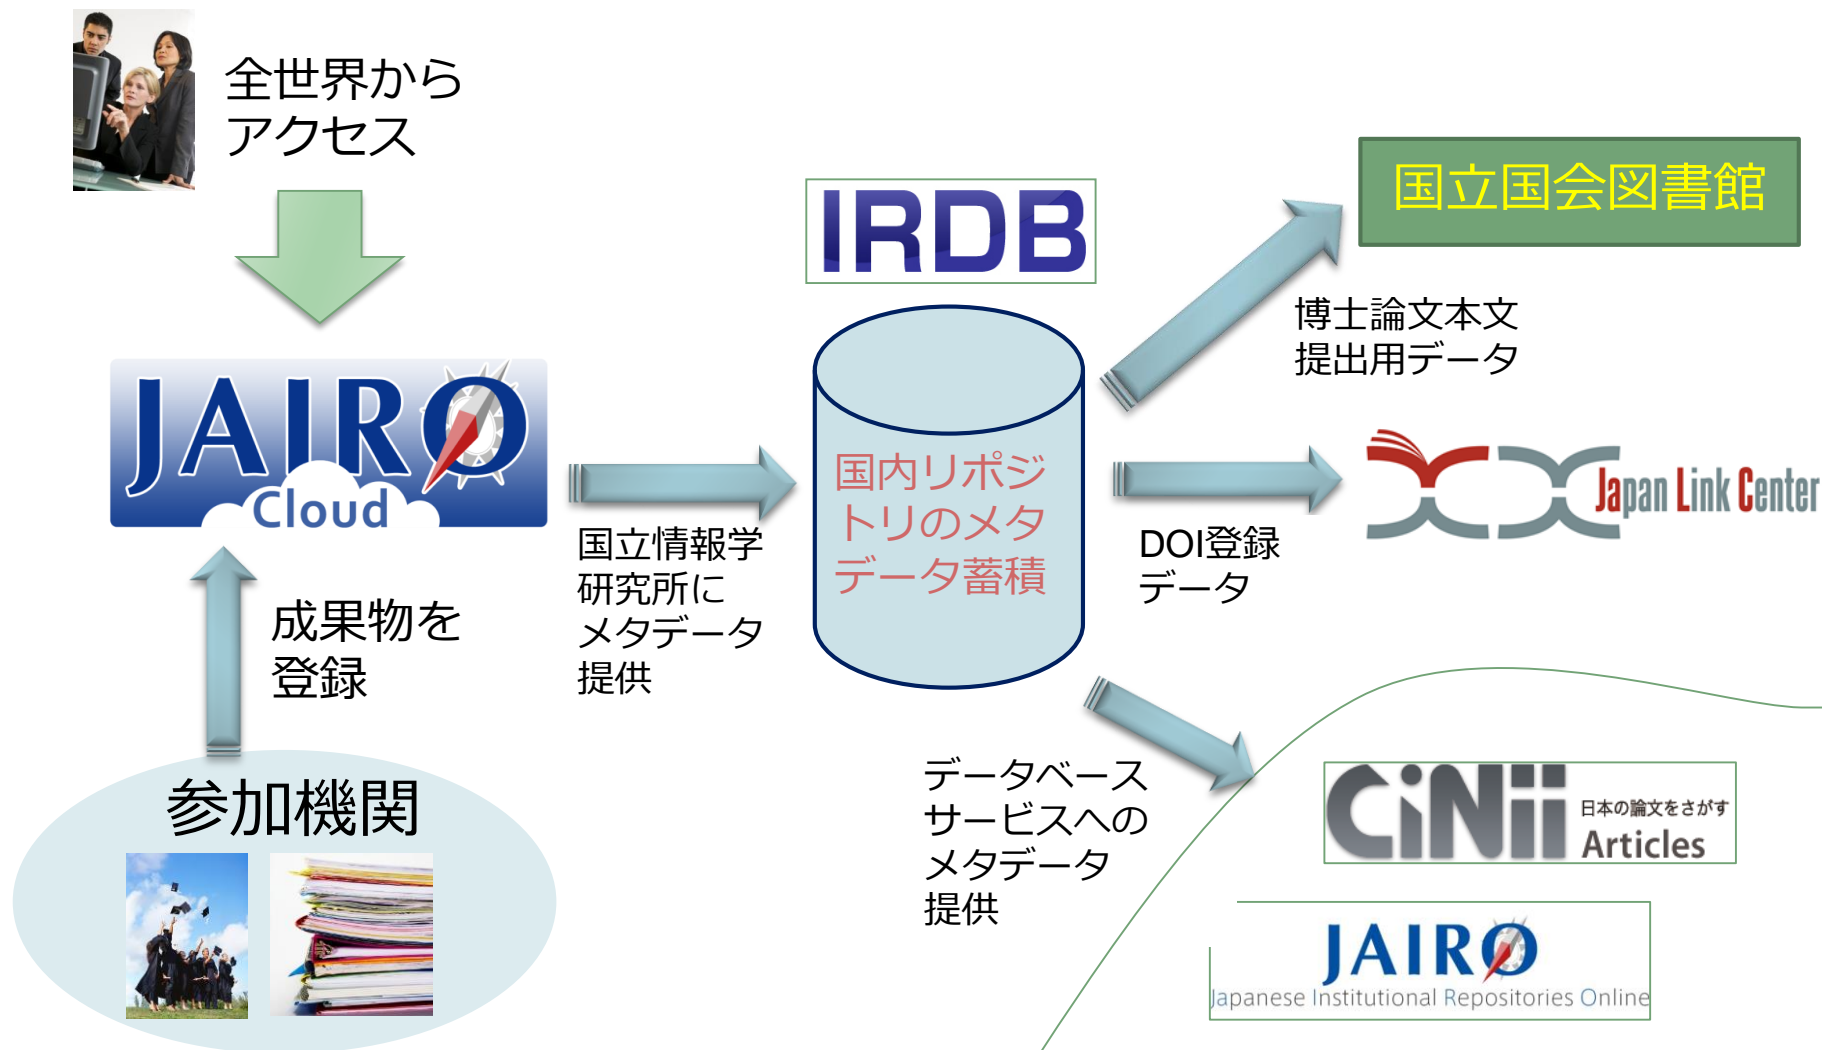 全世界から
アクセス
JAIRO
Cloud
成果物を
登録
参加機関
国立情報学
研究所に
メタデータ
提供
IRDB
国内リポジ
トリのメタ
データ蓄積
国立国会図書館
博士論文本文
提出用データ
Japan Link Center
DOI登録
データ
データベース
サービスへの
メタデータ
提供
CiNii
日本の論文をさがす
Articles
JAIRO
Japanese Institutional Repositories Online